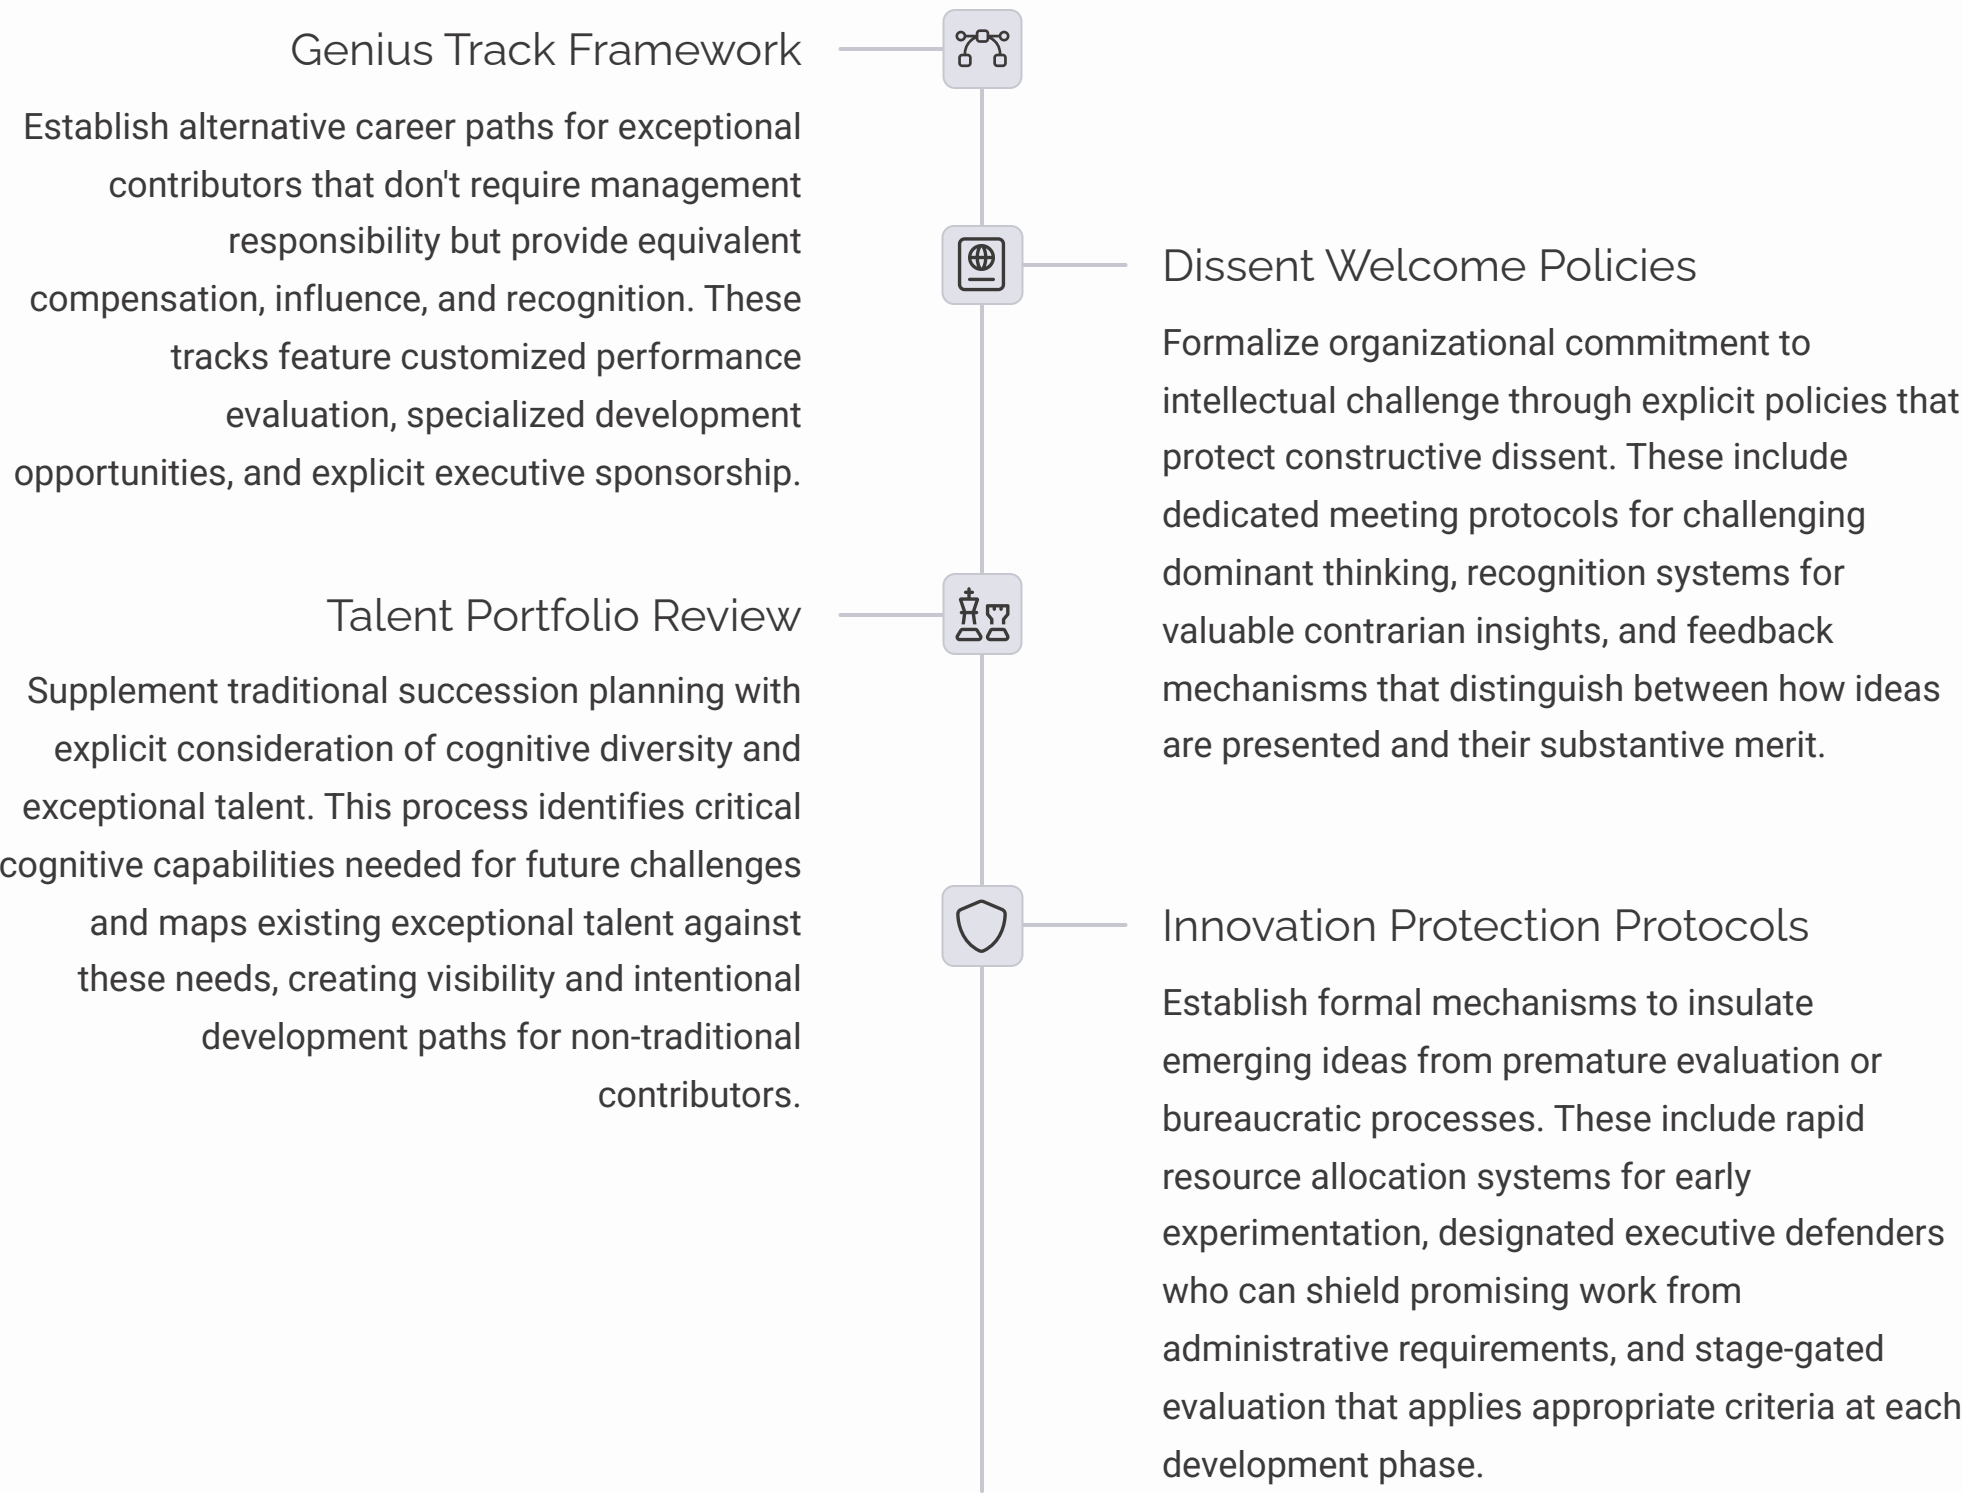 Genius Track Framework
Establish alternative career paths for exceptional
contributors that don't require management
responsibility but provide equivalent
compensation, influence, and recognition. These
tracks feature customized performance
evaluation, specialized development
opportunities, and explicit executive sponsorship.
Dissent Welcome Policies
Formalize organizational commitment to
intellectual challenge through explicit policies that
protect constructive dissent. These include
dedicated meeting protocols for challenging
dominant thinking, recognition systems for
valuable contrarian insights, and feedback
mechanisms that distinguish between how ideas
are presented and their substantive merit.
Talent Portfolio Review
Supplement traditional succession planning with
explicit consideration of cognitive diversity and
exceptional talent. This process identifies critical
cognitive capabilities needed for future challenges
and maps existing exceptional talent against
these needs, creating visibility and intentional
development paths for non-traditional
contributors.
Innovation Protection Protocols
Establish formal mechanisms to insulate
emerging ideas from premature evaluation or
bureaucratic processes. These include rapid
resource allocation systems for early
experimentation, designated executive defenders
who can shield promising work from
administrative requirements, and stage-gated
evaluation that applies appropriate criteria at each
development phase.